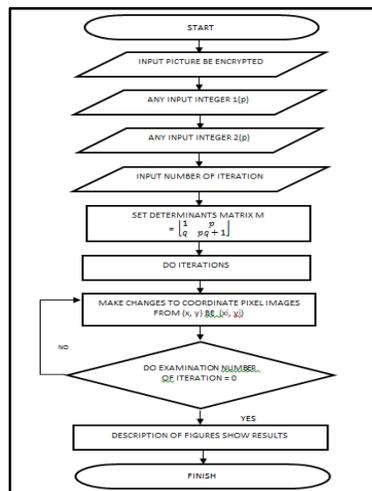 START
INPUT PICTURE BE ENCRYPTED
ANY INPUT INTEGER 1(p)
ANY INPUT INTEGER 2(p)
INPUT NUMBER OF ITERATION
SET DETERMINANTS MATRIX M
= [1 p
q pq + 1]
DO ITERATIONS
MAKE CHANGES TO COORDINATE PIXEL IMAGES
FROM (x, y) BE (xi, yi)
NO
DO EXAMINATION NUMBER
OF ITERATION = 0
YES
DESCRIPTION OF FIGURES SHOW RESULTS
FINISH